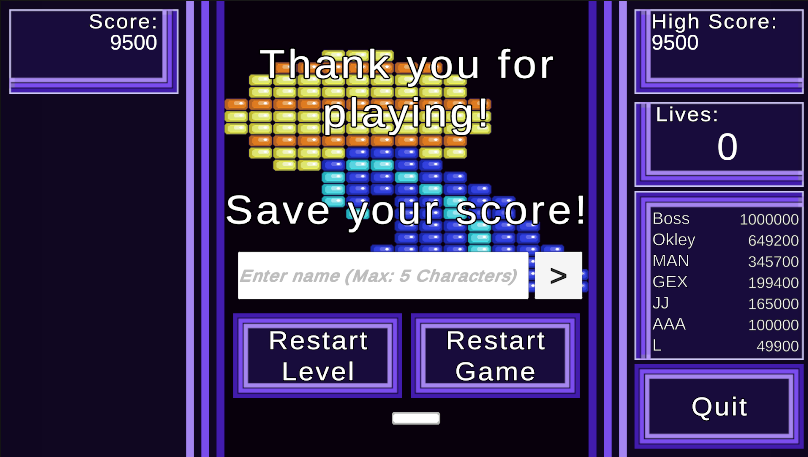 Score:
9500
Thank you for
playing!
Save your score!
Enter name (Max: 5 Characters)
>
Restart
Level
Restart
Game
High Score:
9500
Lives:
0
Boss 1000000
Okley 649200
MAN 345700
GEX 199400
JJ 165000
AAA 100000
L 49900
Quit